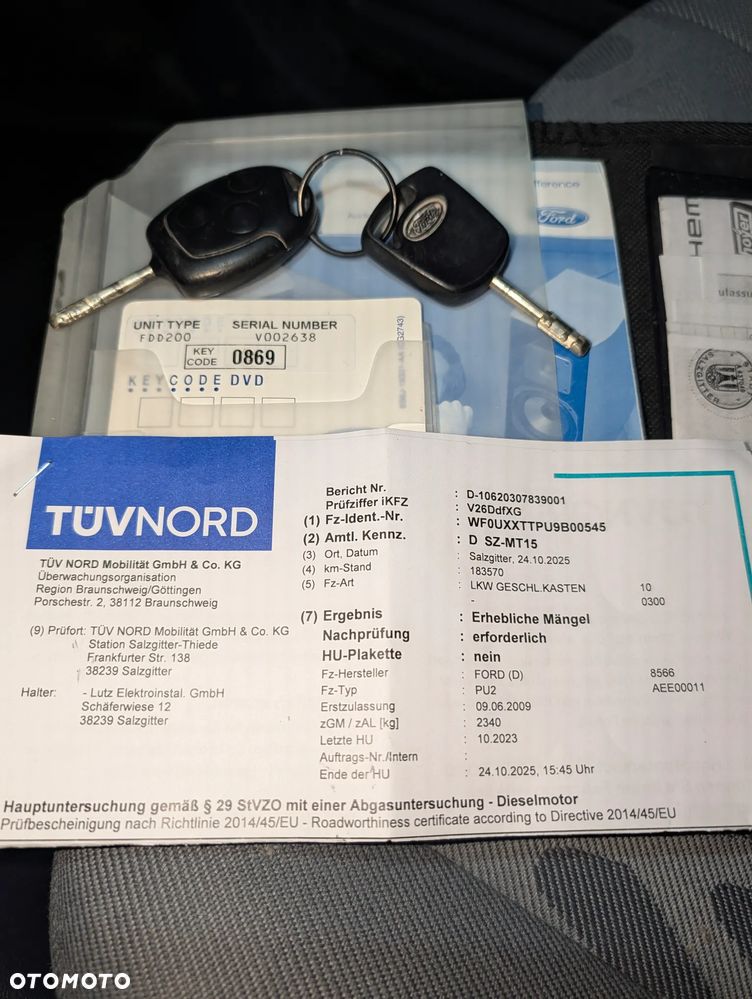 fference
Ford
UNIT TYPE SERIAL NUMBER
FDD200 V002638
KEY CODE 0869
KEYCODE DVD
TÜVNORD
TÜV NORD Mobilität GmbH & Co. KG
Überwachungsorganisation
Region Braunschweig/Göttingen
Porschestr. 2, 38112 Braunschweig
(9) Prüfort: TÜV NORD Mobilität GmbH & Co. KG
Station Salzgitter-Thiede
Frankfurter Str. 138
38239 Salzgitter
Halter: - Lutz Elektroinstal. GmbH
Schäferwiese 12
38239 Salzgitter
Bericht Nr. : D-10620307839001
Prüfziffer iKFZ : V26DdfXG
(1) Fz-Ident.-Nr. : WF0UXXTTPU9B00545
(2) Amtl. Kennz. : D SZ-MT15
(3) Ort, Datum : Salzgitter, 24.10.2025
(4) km-Stand : 183570
(5) Fz-Art : LKW GESCHL.KASTEN 10
- 0300
(7) Ergebnis : Erhebliche Mängel
Nachprüfung : erforderlich
HU-Plakette : nein
Fz-Hersteller : FORD (D) 8566
Fz-Typ : PU2 AEE00011
Erstzulassung : 09.06.2009
zGM / zAL [kg] : 2340
Letzte HU : 10.2023
Auftrags-Nr./Intern :
Ende der HU : 24.10.2025, 15:45 Uhr
Hauptuntersuchung gemäß § 29 StVZO mit einer Abgasuntersuchung - Dieselmotor
Prüfbescheinigung nach Richtlinie 2014/45/EU - Roadworthiness certificate according to Directive 2014/45/EU
OTOMOTO